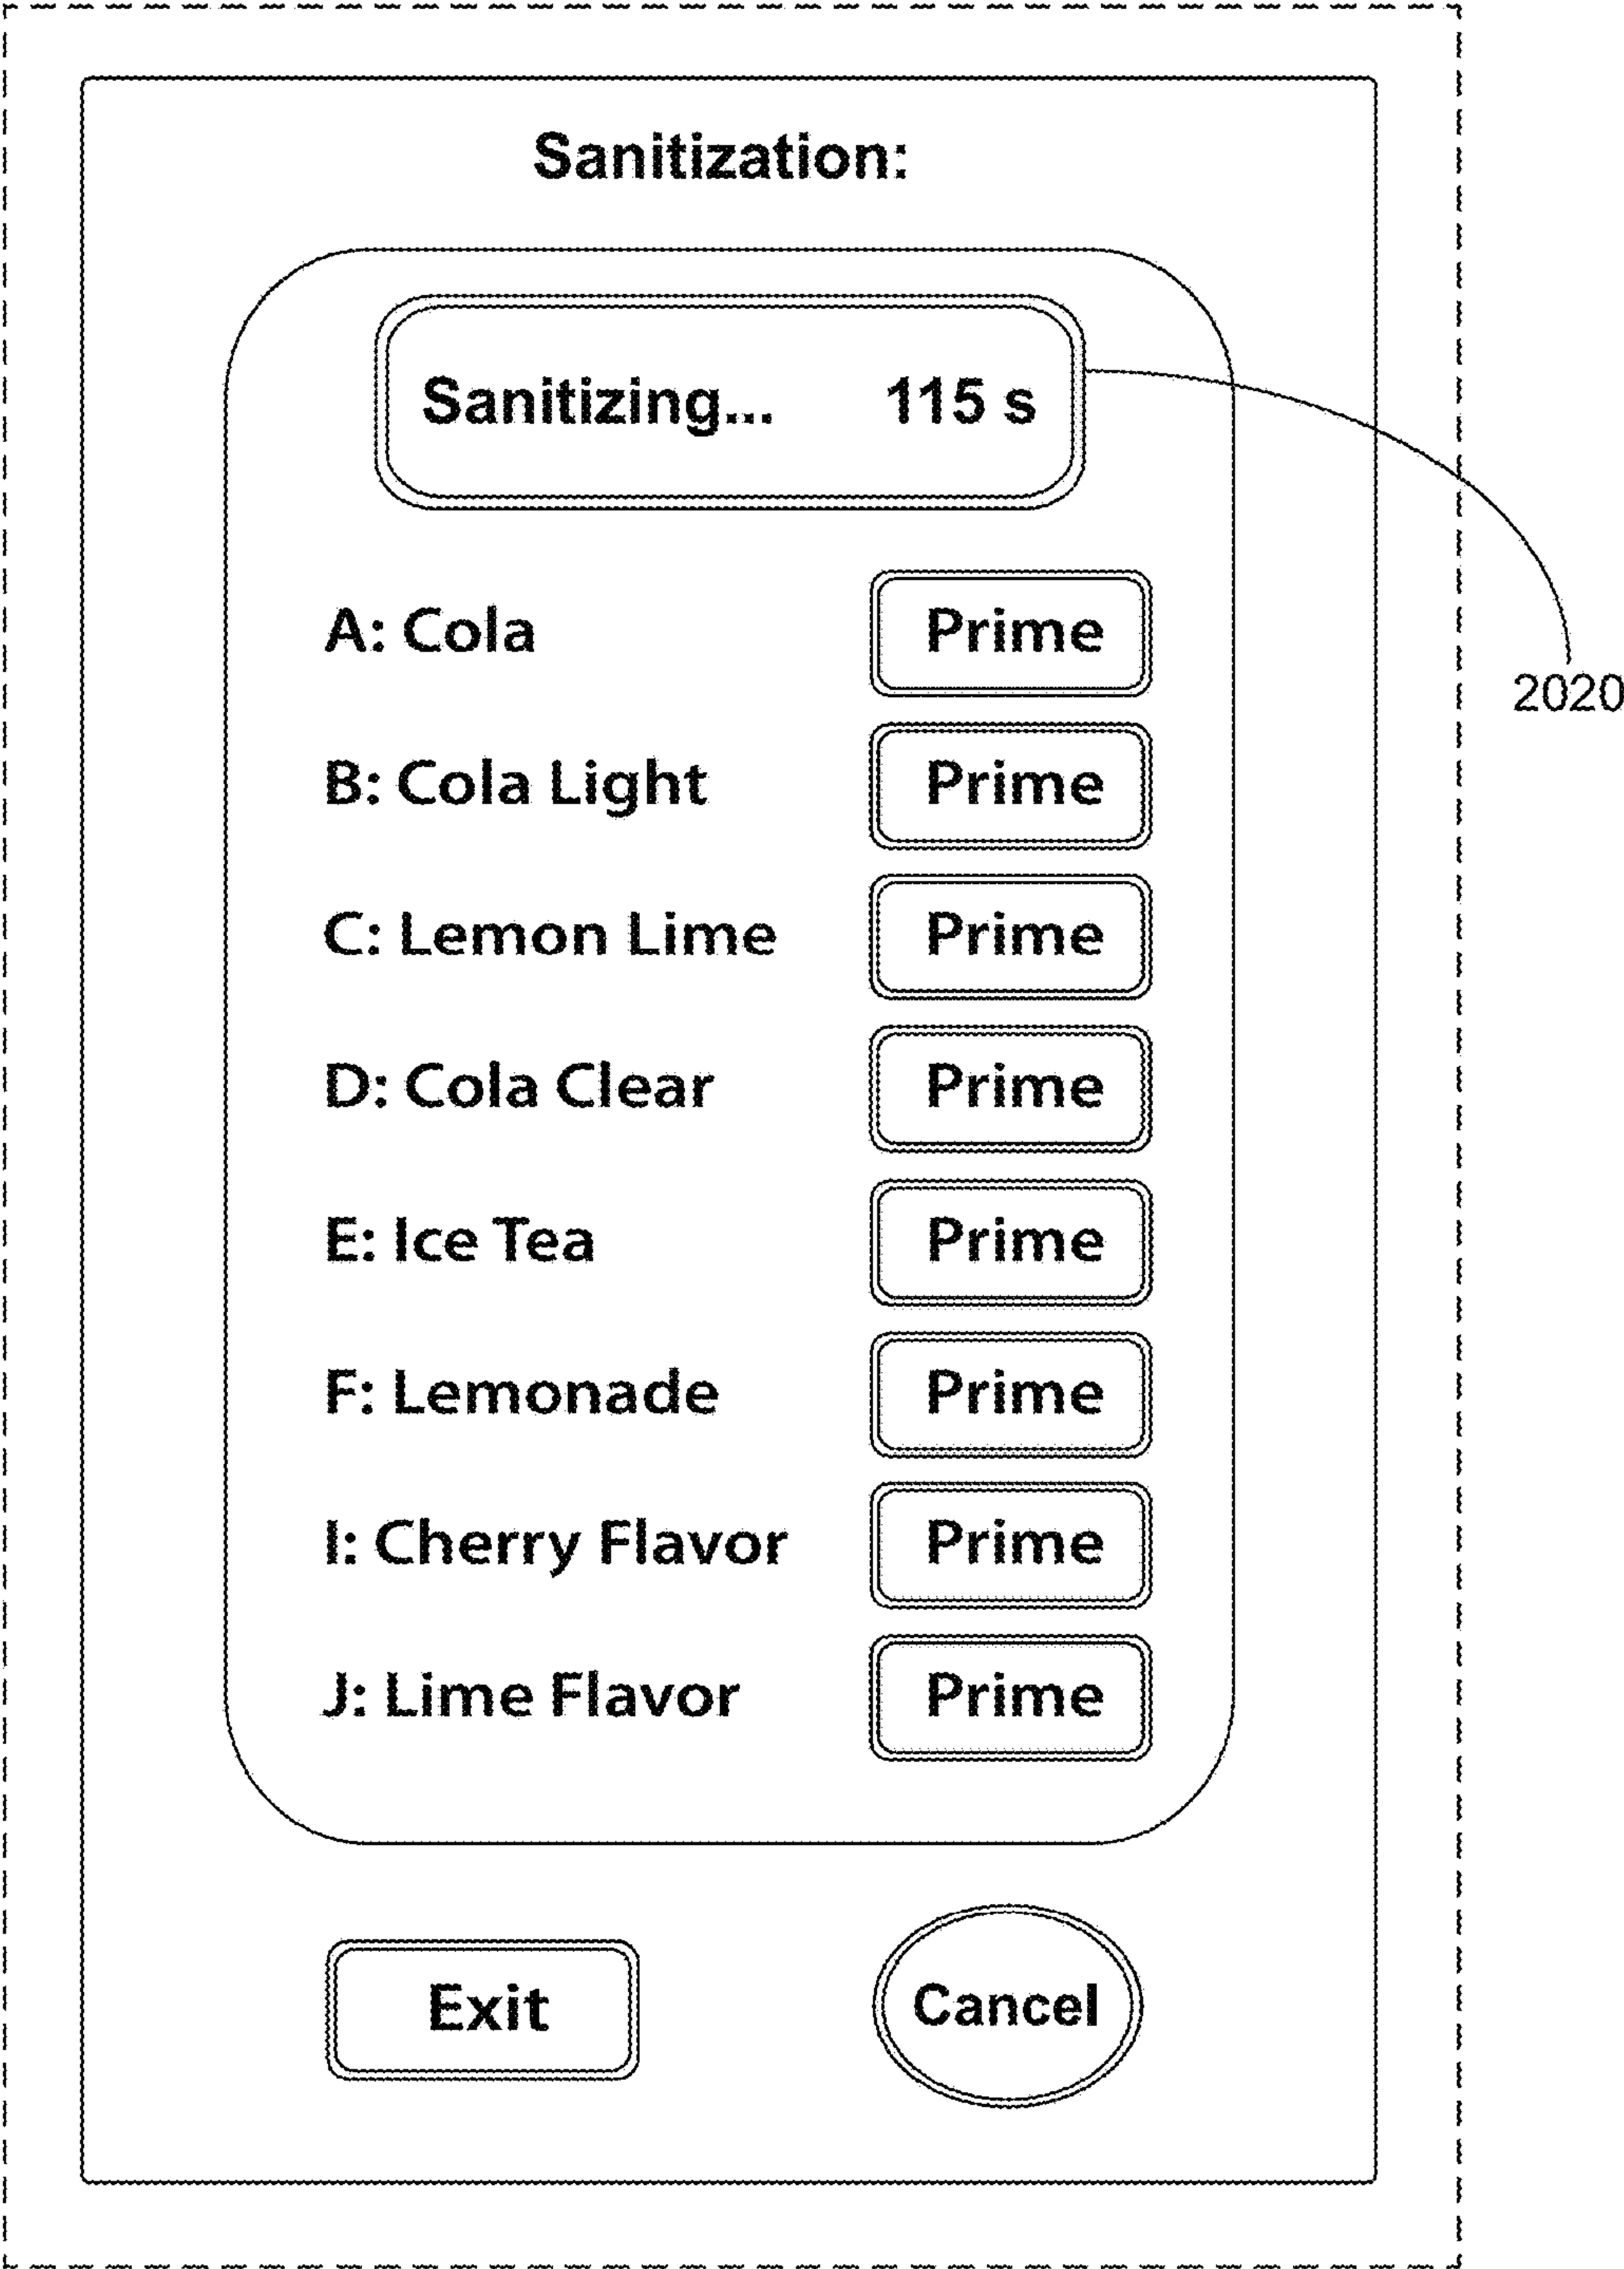 Sanitization:
Sanitizing... 115 s
A: Cola Prime
2020
B: Cola Light Prime
C: Lemon Lime Prime
D: Cola Clear Prime
E: Ice Tea Prime
F: Lemonade Prime
I: Cherry Flavor Prime
J: Lime Flavor Prime
Exit Cancel